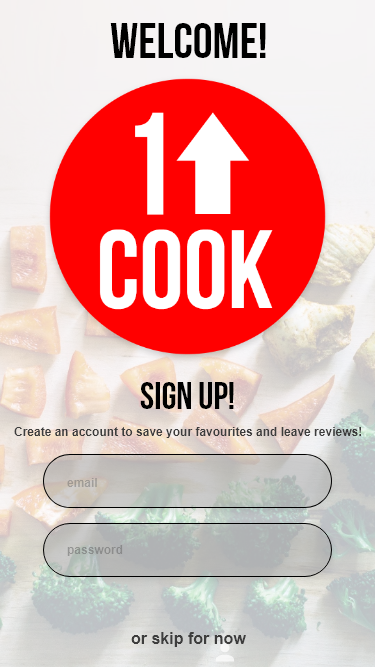 WELCOME!
1
COOK
SIGN UP!
Create an account to save your favourites and leave reviews!
email
password
or skip for now